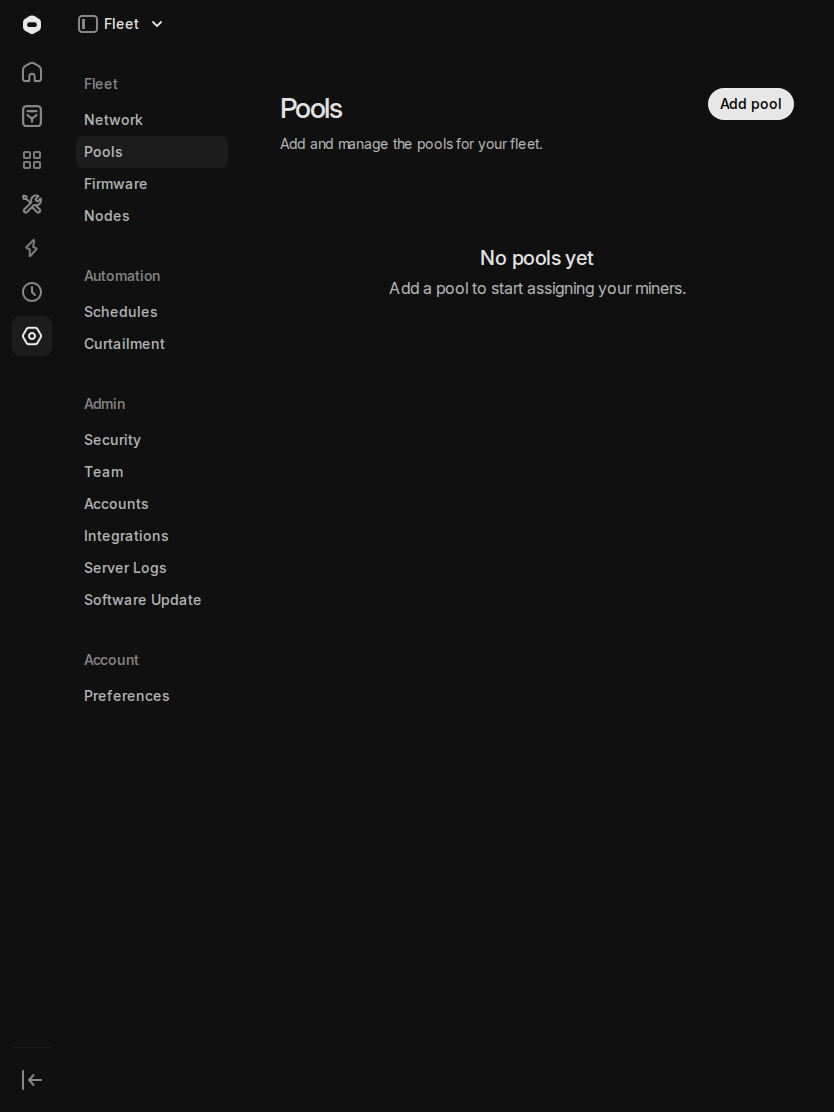 Fleet
Fleet
Network
Pools
Firmware
Nodes
Automation
Schedules
Curtailment
Admin
Security
Team
Accounts
Integrations
Server Logs
Software Update
Account
Preferences
Pools
Add pool
Add and manage the pools for your fleet.
No pools yet
Add a pool to start assigning your miners.